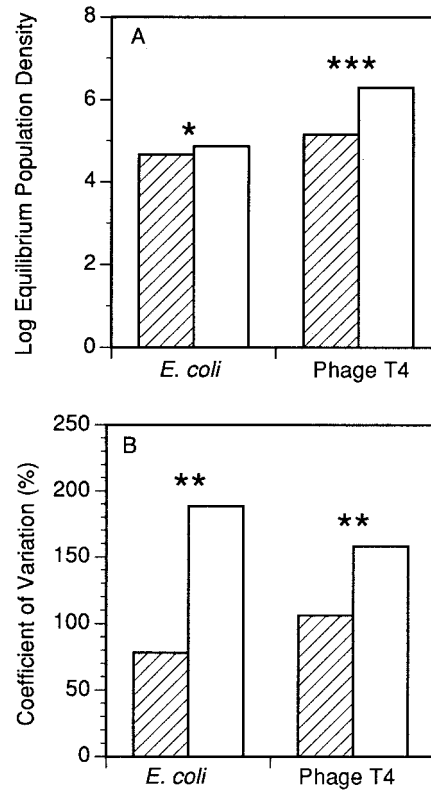 8
A
***
6
*
4
2
0
Log Equilibrium Population Density
E. coli
Phage T4
250
B
**
200
**
150
100
50
0
Coefficient of Variation (%)
E. coli
Phage T4